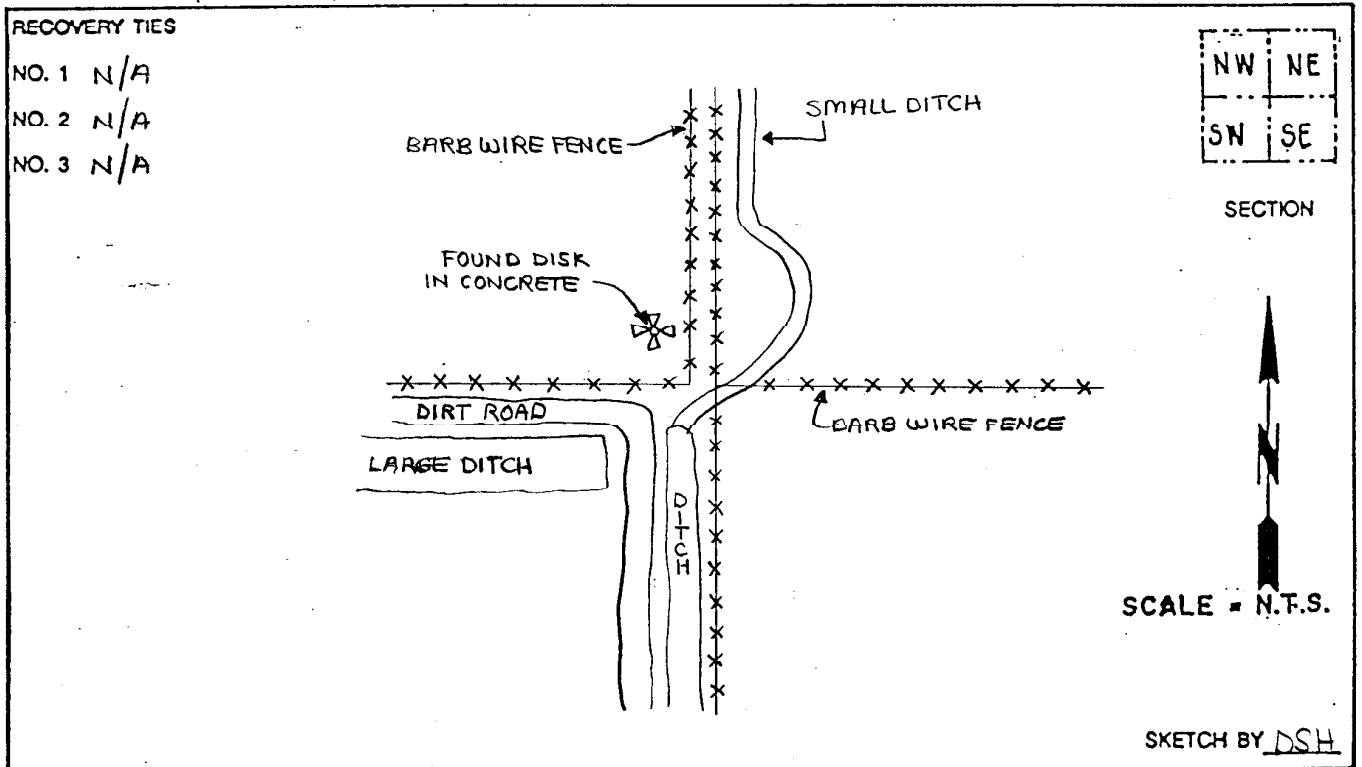 RECOVERY TIES
NO. 1 N/A
NO. 2 N/A
NO. 3 N/A
NW NE
SW SE
SECTION
SMALL DITCH
BARB WIRE FENCE
FOUND DISK
IN CONCRETE
DIRT ROAD
BARB WIRE FENCE
LARGE DITCH
DITCH
N
SCALE = N.T.S.
SKETCH BY DSH